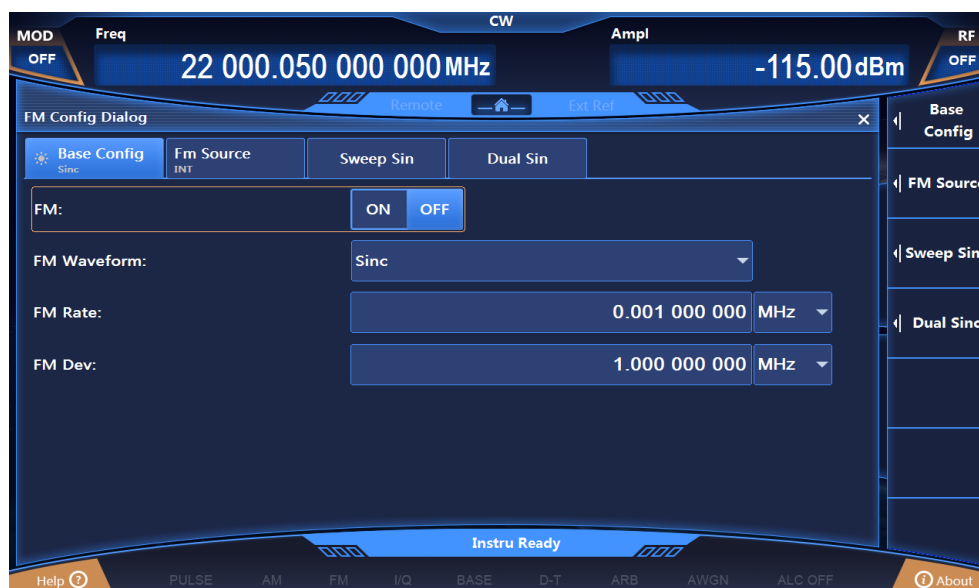 CW
MOD
OFF
Freq
22 000.050 000 000 MHz
Ampl
-115.00 dBm
RF
OFF
Remote
Ext Ref
FM Config Dialog
×
Base Config
Sinc
Fm Source
INT
Sweep Sin
Dual Sin
FM:
ON OFF
FM Waveform:
Sinc
FM Rate:
0.001 000 000 MHz
FM Dev:
1.000 000 000 MHz
Base
Config
FM Source
Sweep Sin
Dual Sinc
Instru Ready
Help ?
PULSE AM FM I/Q BASE D-T ARB AWGN ALC OFF
About